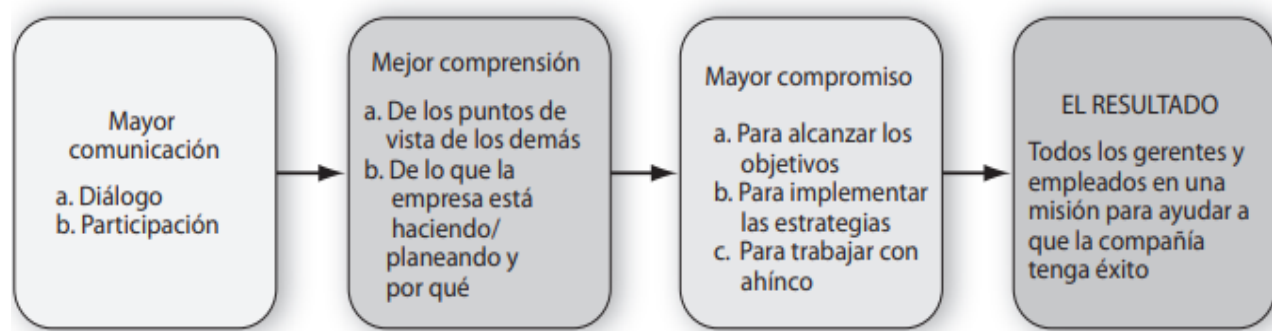 Mayor
comunicación
a. Diálogo
b. Participación
Mejor comprensión
a. De los puntos de
vista de los demás
b. De lo que la
empresa está
haciendo/
planeando y
por qué
Mayor compromiso
a. Para alcanzar los
objetivos
b. Para implementar
las estrategias
c. Para trabajar con
ahínco
EL RESULTADO
Todos los gerentes y
empleados en una
misión para ayudar a
que la compañía
tenga éxito